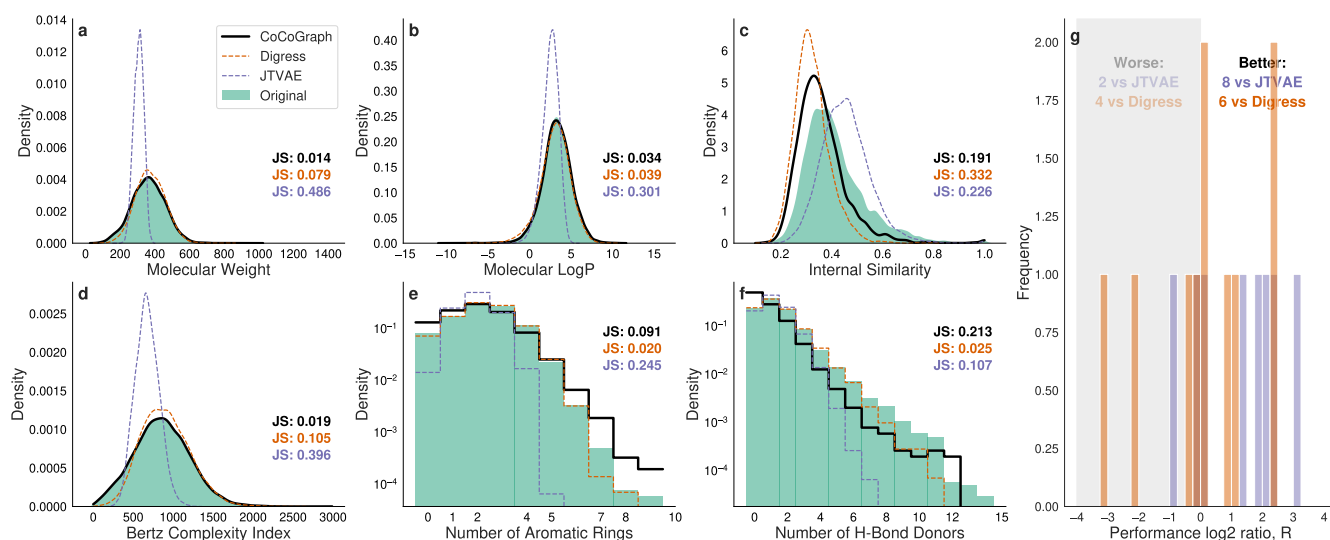 a
0.014
0.012
0.010
0.008
0.006
0.004
0.002
0.000
Density
CoCoGraph
Digress
JTVAE
Original
JS: 0.014
JS: 0.079
JS: 0.486
0 200 400 600 800 1000 1200 1400
Molecular Weight
b
0.40
0.35
0.30
0.25
0.20
0.15
0.10
0.05
0.00
Density
JS: 0.034
JS: 0.039
JS: 0.301
−15 −10 −5 0 5 10 15
Molecular LogP
c
6
5
4
3
2
1
0
Density
JS: 0.191
JS: 0.332
JS: 0.226
0.2 0.4 0.6 0.8 1.0
Internal Similarity
d
0.0025
0.0020
0.0015
0.0010
0.0005
0.0000
Density
JS: 0.019
JS: 0.105
JS: 0.396
0 500 1000 1500 2000 2500 3000
Bertz Complexity Index
e
10−1
10−2
10−3
10−4
Density
JS: 0.091
JS: 0.020
JS: 0.245
0 1 2 4 5 7 8 10
Number of Aromatic Rings
f
10−1
10−2
10−3
10−4
Density
JS: 0.213
JS: 0.025
JS: 0.107
0 2 4 6 8 10 12 15
Number of H-Bond Donors
g
2.00
1.75
1.50
1.25
1.00
0.75
0.50
0.25
0.00
Frequency
Worse:
2 vs JTVAE
4 vs Digress
Better:
8 vs JTVAE
6 vs Digress
−4 −3 −2 −1 0 1 2 3 4
Performance log2 ratio, R